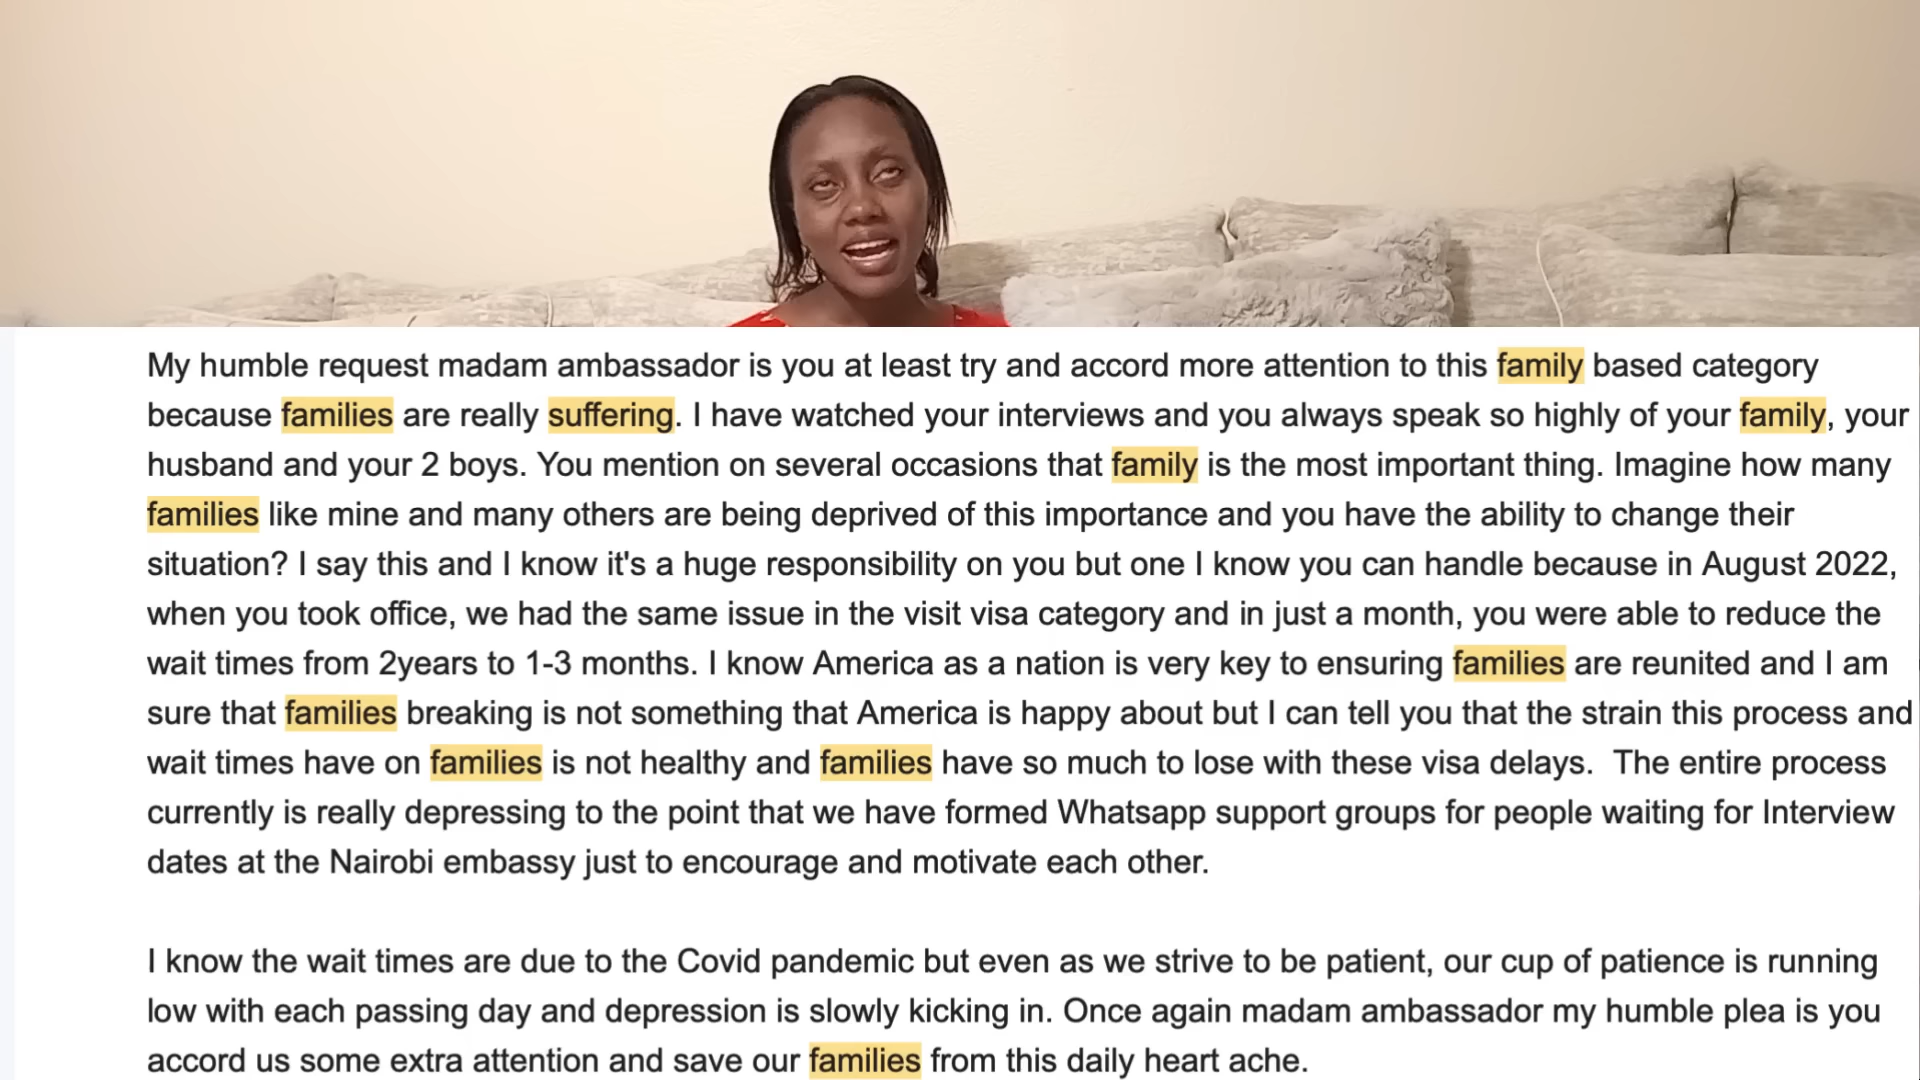 My humble request madam ambassador is you at least try and accord more attention to this family based category
because families are really suffering. I have watched your interviews and you always speak so highly of your family, your
husband and your 2 boys. You mention on several occasions that family is the most important thing. Imagine how many
families like mine and many others are being deprived of this importance and you have the ability to change their
situation? I say this and I know it's a huge responsibility on you but one I know you can handle because in August 2022,
when you took office, we had the same issue in the visit visa category and in just a month, you were able to reduce the
wait times from 2years to 1-3 months. I know America as a nation is very key to ensuring families are reunited and I am
sure that families breaking is not something that America is happy about but I can tell you that the strain this process and
wait times have on families is not healthy and families have so much to lose with these visa delays.  The entire process
currently is really depressing to the point that we have formed Whatsapp support groups for people waiting for Interview
dates at the Nairobi embassy just to encourage and motivate each other.
I know the wait times are due to the Covid pandemic but even as we strive to be patient, our cup of patience is running
low with each passing day and depression is slowly kicking in. Once again madam ambassador my humble plea is you
accord us some extra attention and save our families from this daily heart ache.